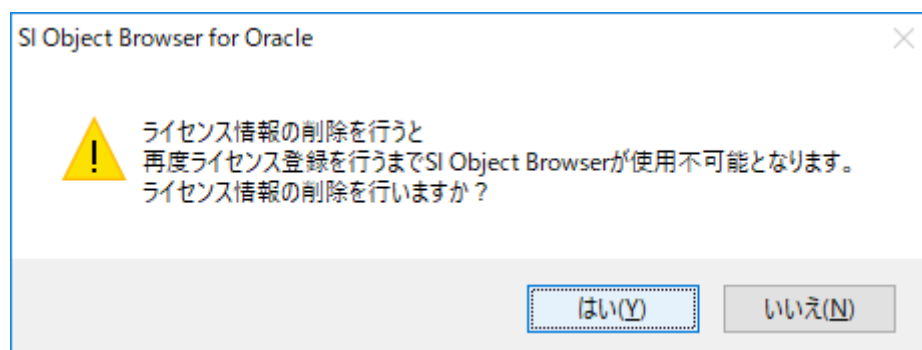 SI Object Browser for Oracle
ライセンス情報の削除を行うと
再度ライセンス登録を行うまでSI Object Browserが使用不可能となります。
ライセンス情報の削除を行いますか？
はい(Y)
いいえ(N)